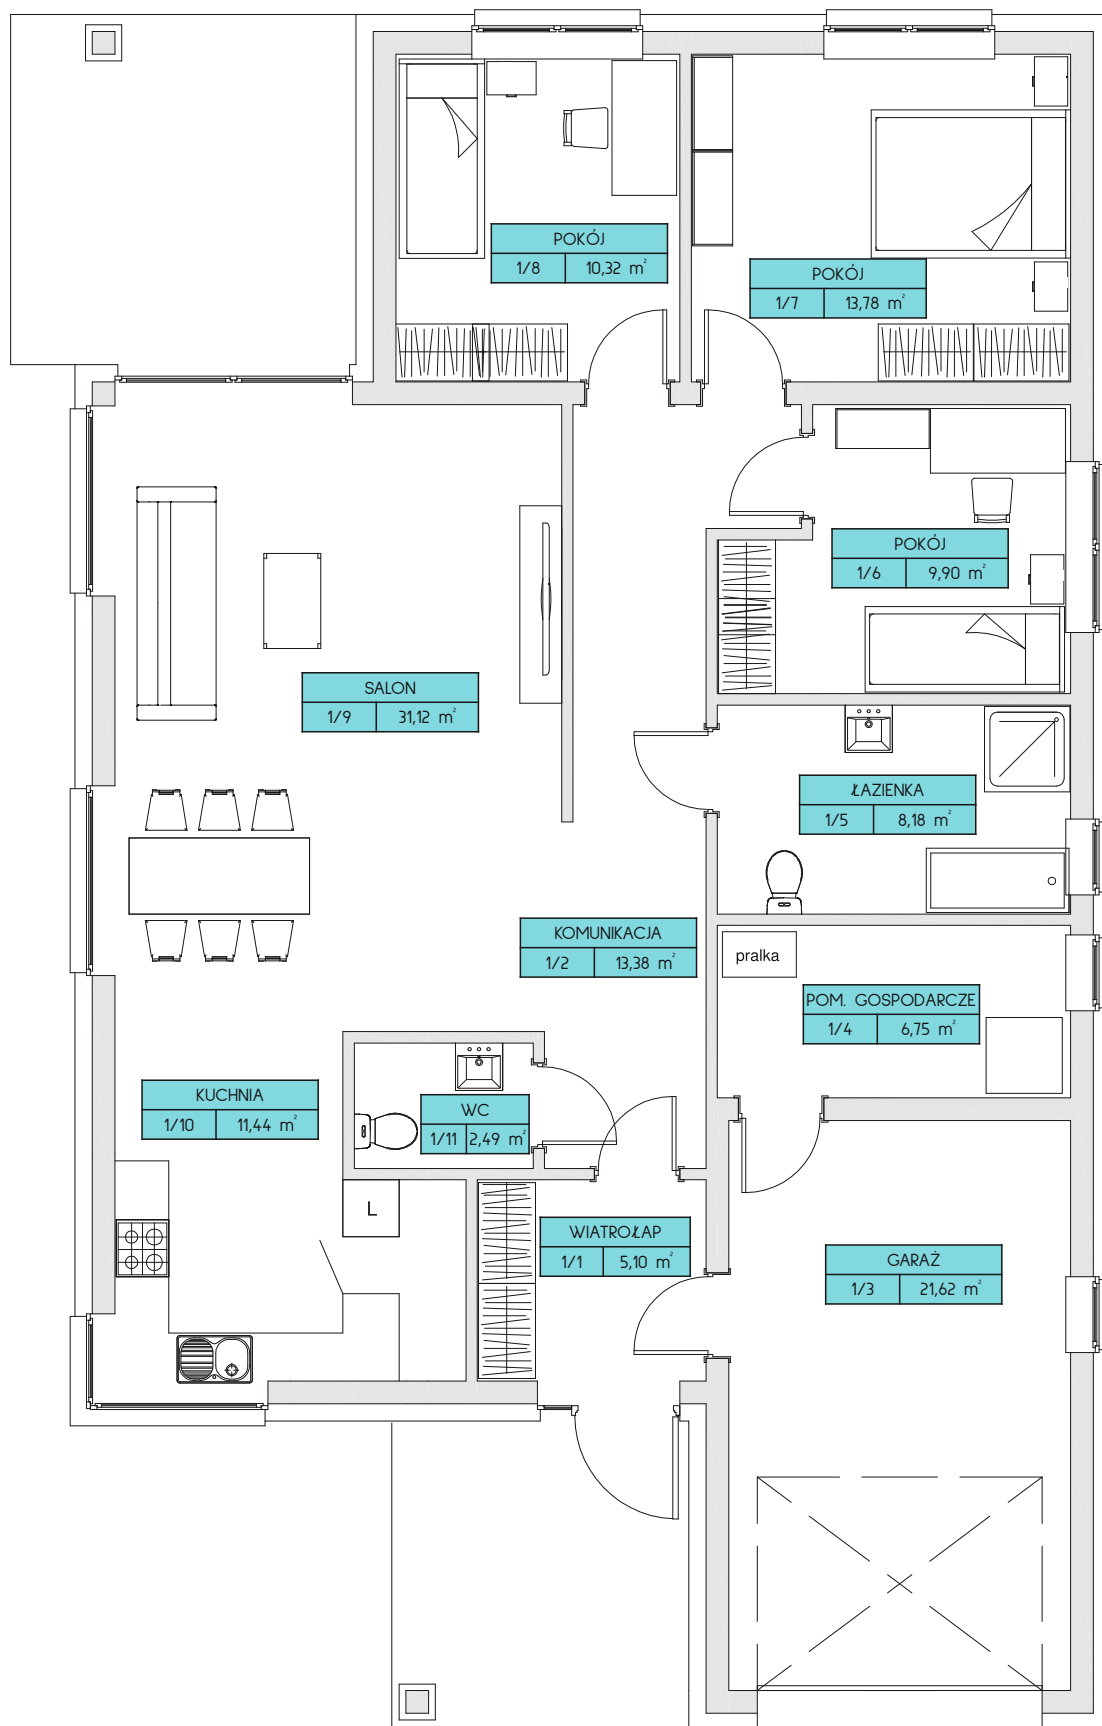 POKÓJ
1/8 10,32 m²
POKÓJ
1/7 13,78 m²
POKÓJ
1/6 9,90 m²
SALON
1/9 31,12 m²
ŁAZIENKA
1/5 8,18 m²
KOMUNIKACJA
1/2 13,38 m²
pralka
POM. GOSPODARCZE
1/4 6,75 m²
KUCHNIA
1/10 11,44 m²
WC
1/11 2,49 m²
L
WIATROŁAP
1/1 5,10 m²
GARAŻ
1/3 21,62 m²